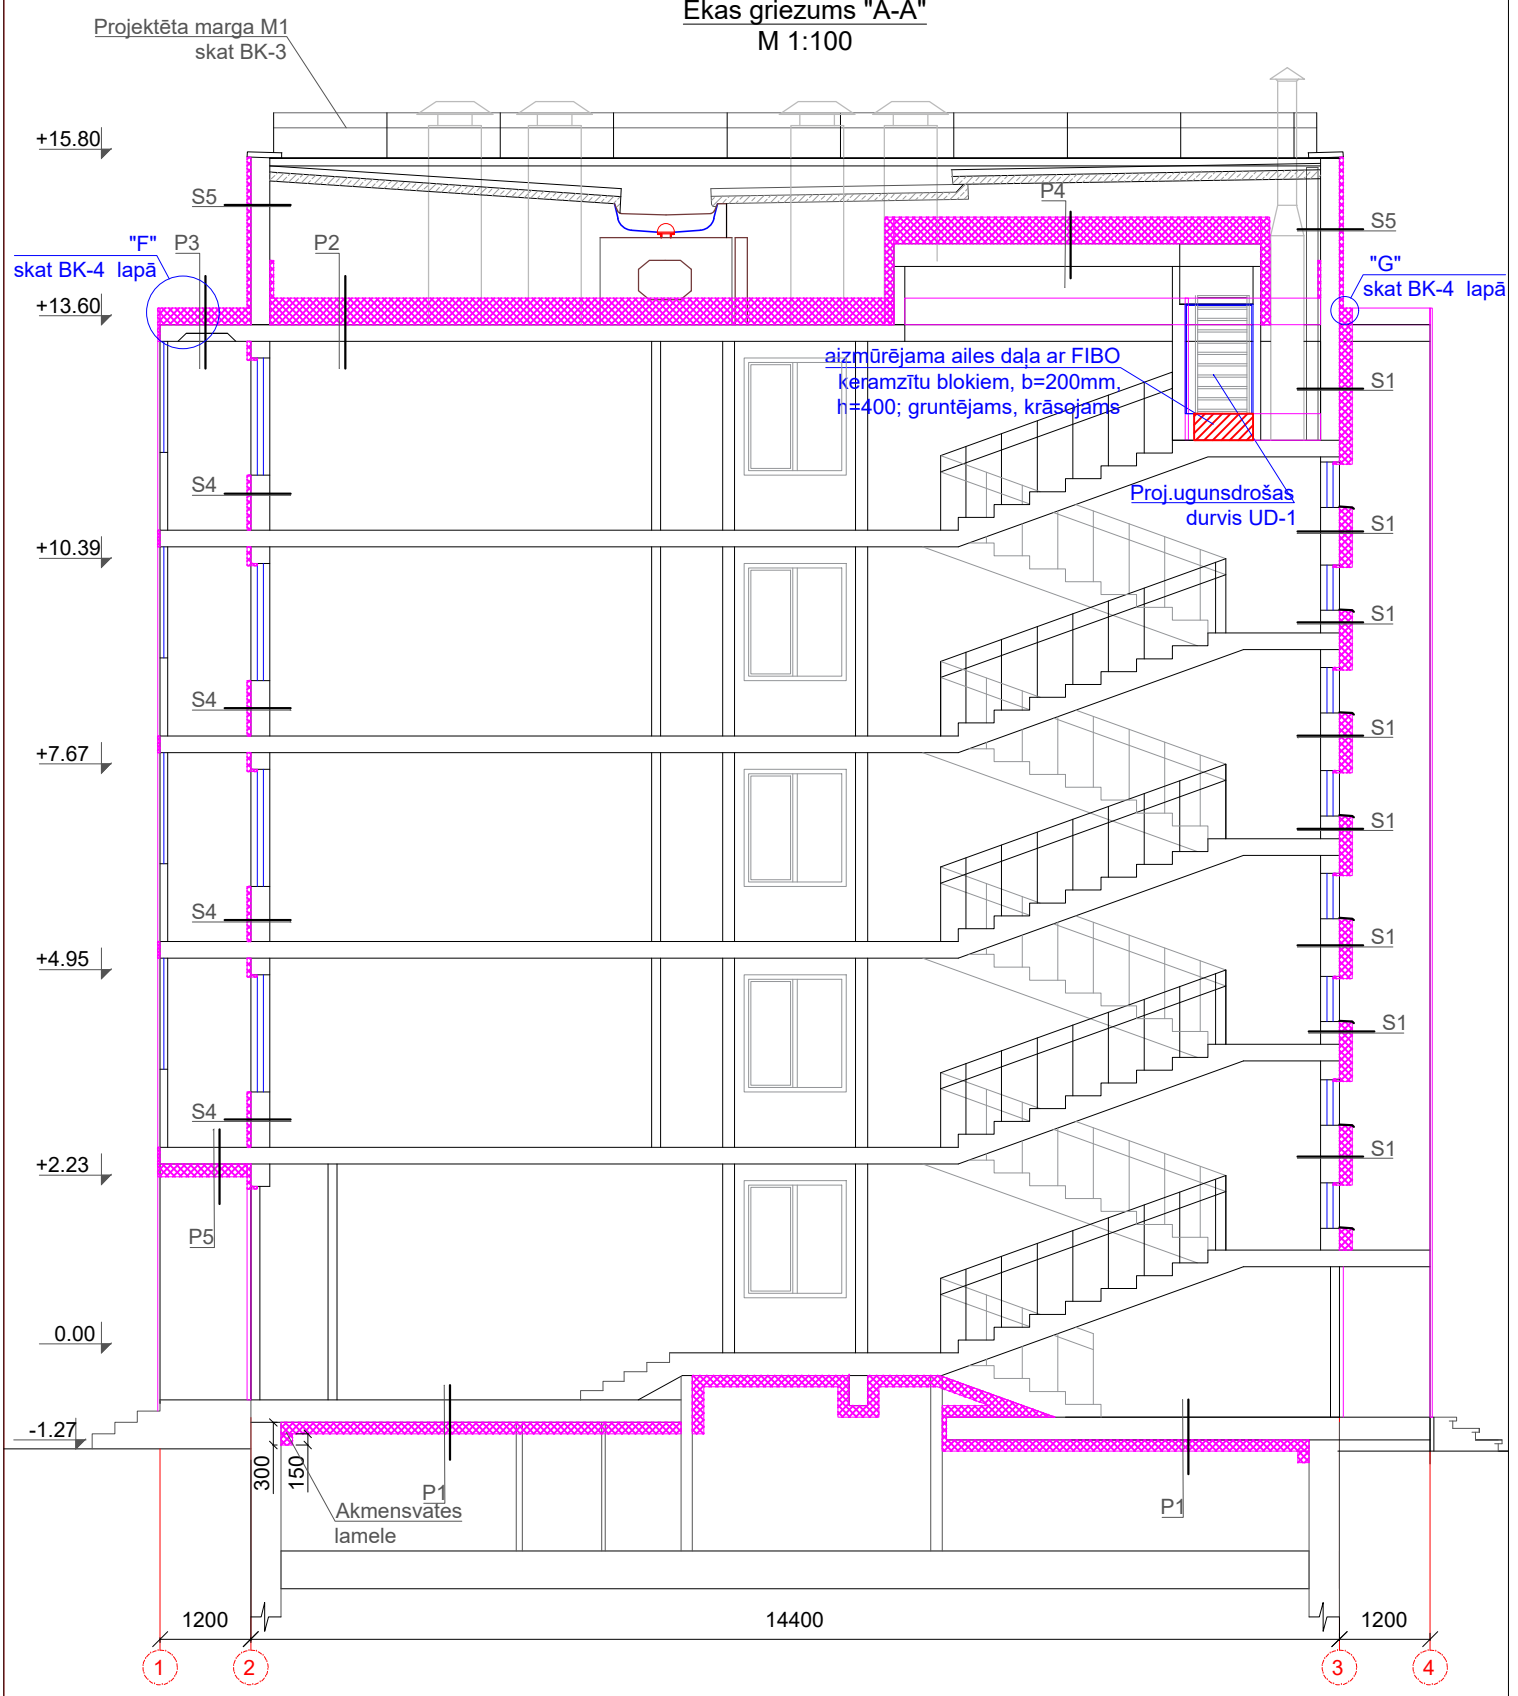 Ēkas griezums "A-A"
M 1:100
Projektēta marga M1
skat BK-3
+15.80
S5
P4
S5
"F"
skat BK-4 lapā
P3
P2
"G"
skat BK-4 lapā
+13.60
aizmūrējama ailes daļa ar FIBO
keramzītu blokiem, b=200mm,
h=400; gruntējams, krāsojams
S1
S4
Proj.ugunsdrošas
durvis UD-1
S1
+10.39
S1
S4
S1
+7.67
S1
S4
S1
+4.95
S1
S4
S1
+2.23
P5
0.00
-1.27
300
150
P1
Akmensvates
lamele
P1
1200
14400
1200
1
2
3
4